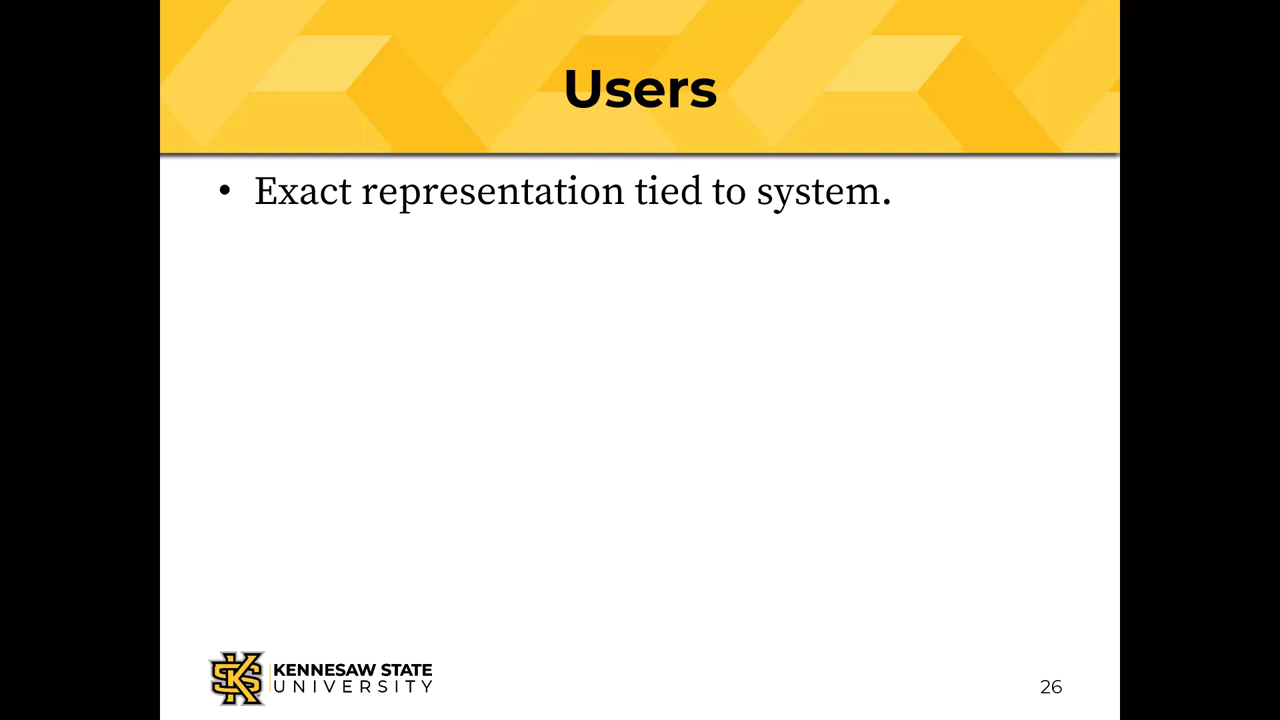 Users
• Exact representation tied to system.
KENNESAW STATE
UNIVERSITY
26